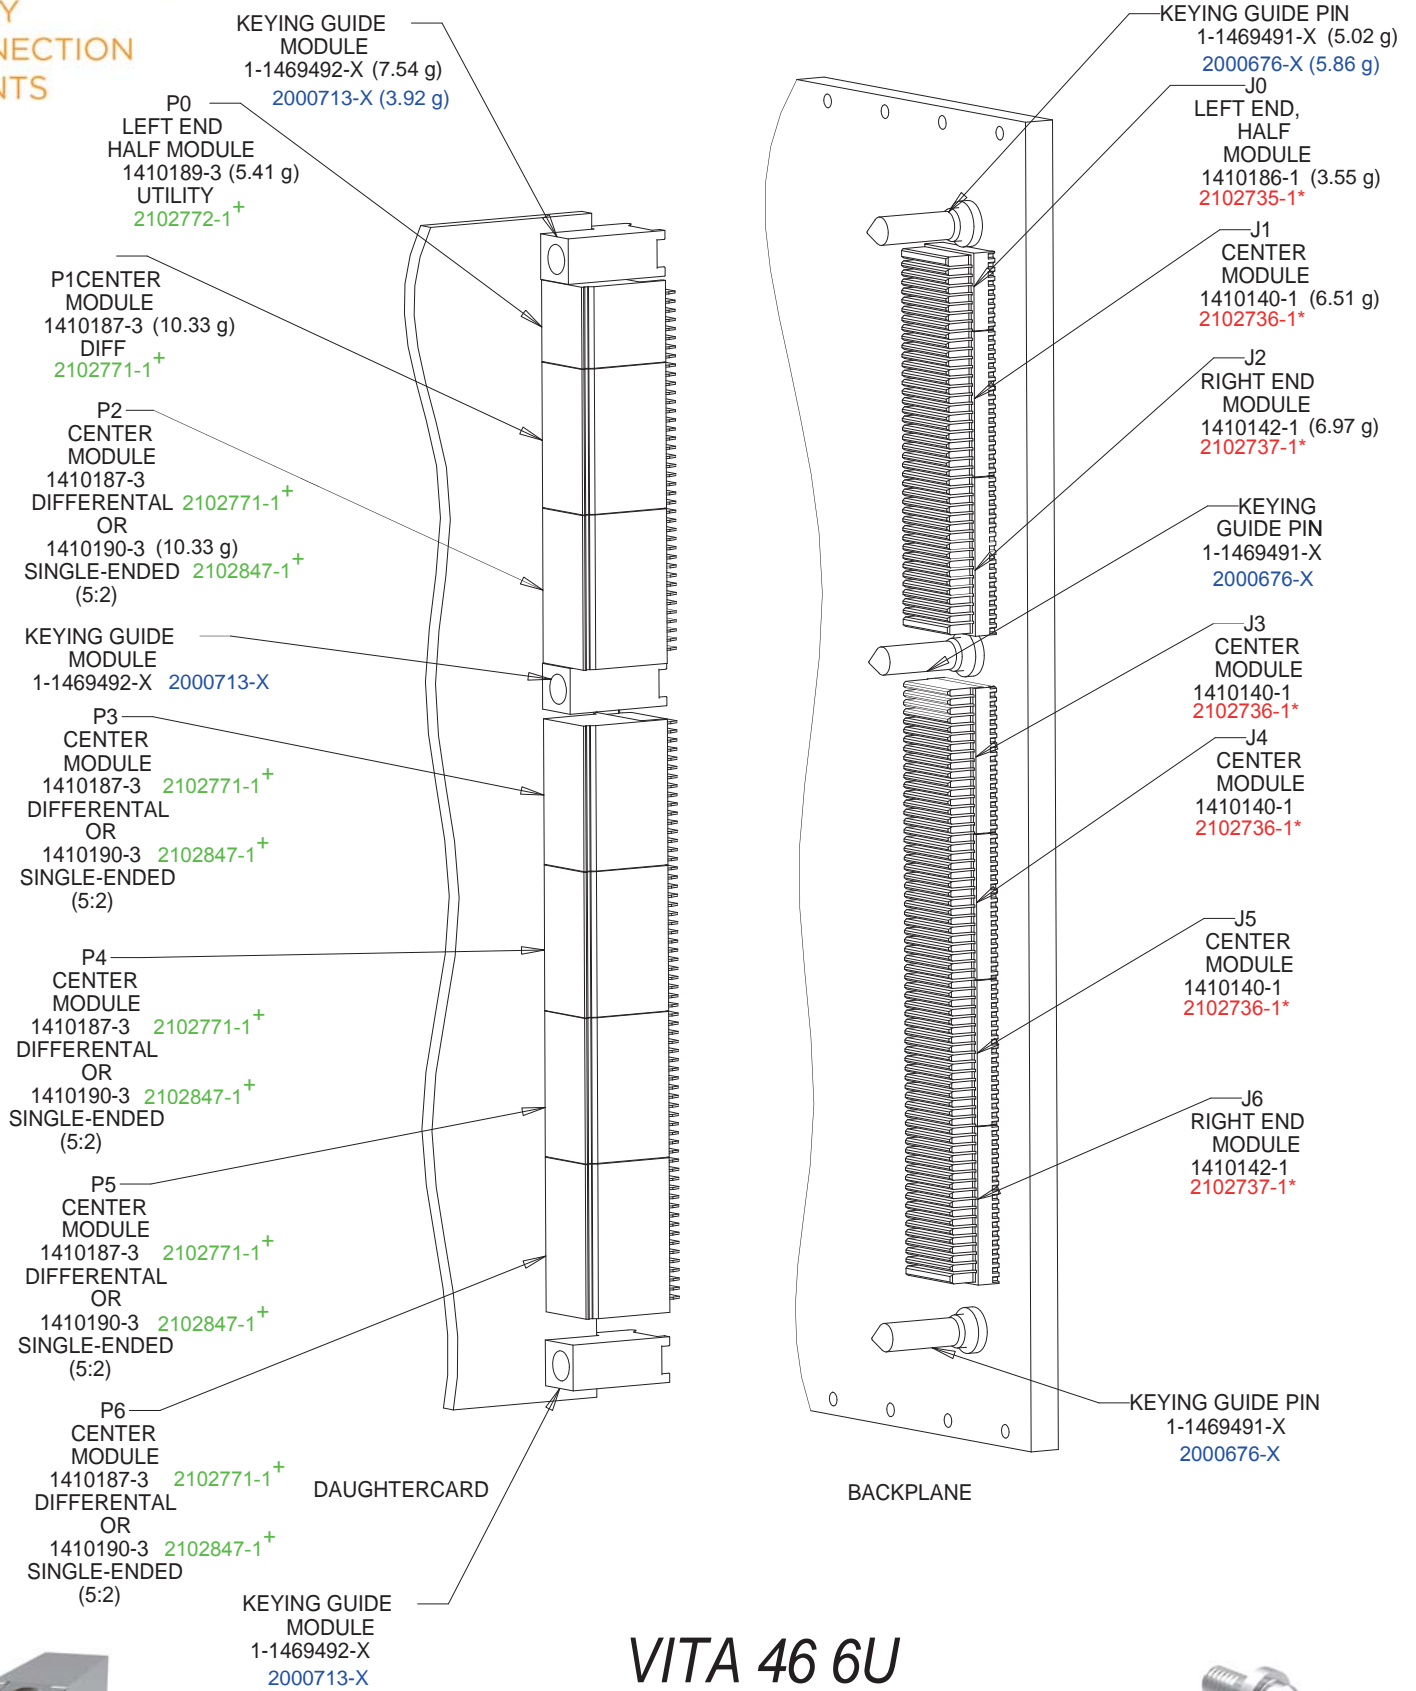 Y
NECTION
NTS
KEYING GUIDE
MODULE
1-1469492-X (7.54 g)
2000713-X (3.92 g)
P0
LEFT END
HALF MODULE
1410189-3 (5.41 g)
UTILITY
2102772-1+
P1CENTER
MODULE
1410187-3 (10.33 g)
DIFF
2102771-1+
P2
CENTER
MODULE
1410187-3
DIFFERENTAL 2102771-1+
OR
1410190-3 (10.33 g)
SINGLE-ENDED 2102847-1+
(5:2)
KEYING GUIDE
MODULE
1-1469492-X 2000713-X
P3
CENTER
MODULE
1410187-3 2102771-1+
DIFFERENTAL
OR
1410190-3 2102847-1+
SINGLE-ENDED
(5:2)
P4
CENTER
MODULE
1410187-3 2102771-1+
DIFFERENTAL
OR
1410190-3 2102847-1+
SINGLE-ENDED
(5:2)
P5
CENTER
MODULE
1410187-3 2102771-1+
DIFFERENTAL
OR
1410190-3 2102847-1+
SINGLE-ENDED
(5:2)
P6
CENTER
MODULE
1410187-3 2102771-1+
DIFFERENTAL
OR
1410190-3 2102847-1+
SINGLE-ENDED
(5:2)
KEYING GUIDE
MODULE
1-1469492-X
2000713-X
DAUGHTERCARD
KEYING GUIDE PIN
1-1469491-X (5.02 g)
2000676-X (5.86 g)
J0
LEFT END,
HALF
MODULE
1410186-1 (3.55 g)
2102735-1*
J1
CENTER
MODULE
1410140-1 (6.51 g)
2102736-1*
J2
RIGHT END
MODULE
1410142-1 (6.97 g)
2102737-1*
KEYING
GUIDE PIN
1-1469491-X
2000676-X
J3
CENTER
MODULE
1410140-1
2102736-1*
J4
CENTER
MODULE
1410140-1
2102736-1*
J5
CENTER
MODULE
1410140-1
2102736-1*
J6
RIGHT END
MODULE
1410142-1
2102737-1*
KEYING GUIDE PIN
1-1469491-X
2000676-X
BACKPLANE
VITA 46 6U